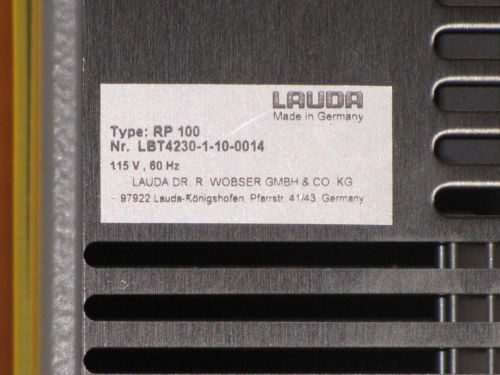 LAUDA
Made in Germany
Type: RP 100
Nr. LBT4230-1-10-0014
115 V, 60 Hz
LAUDA DR. R. WOBSER GMBH & CO. KG
97922 Lauda-Königshofen, Pfarrstr. 41/43, Germany